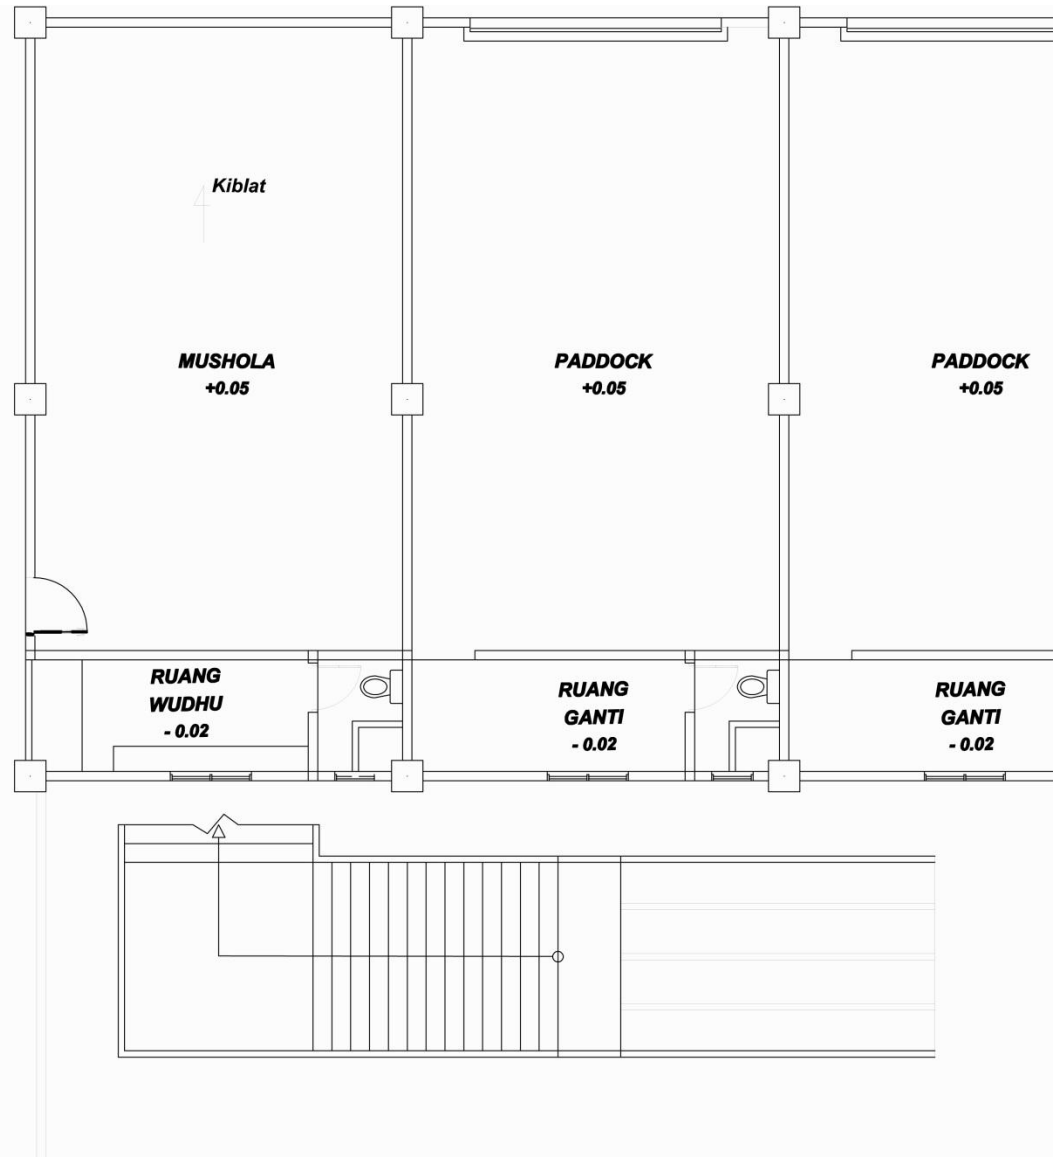 Kiblat
MUSHOLA
+0.05
PADDOCK
+0.05
PADDOCK
+0.05
RUANG
WUDHU
- 0.02
RUANG
GANTI
- 0.02
RUANG
GANTI
- 0.02